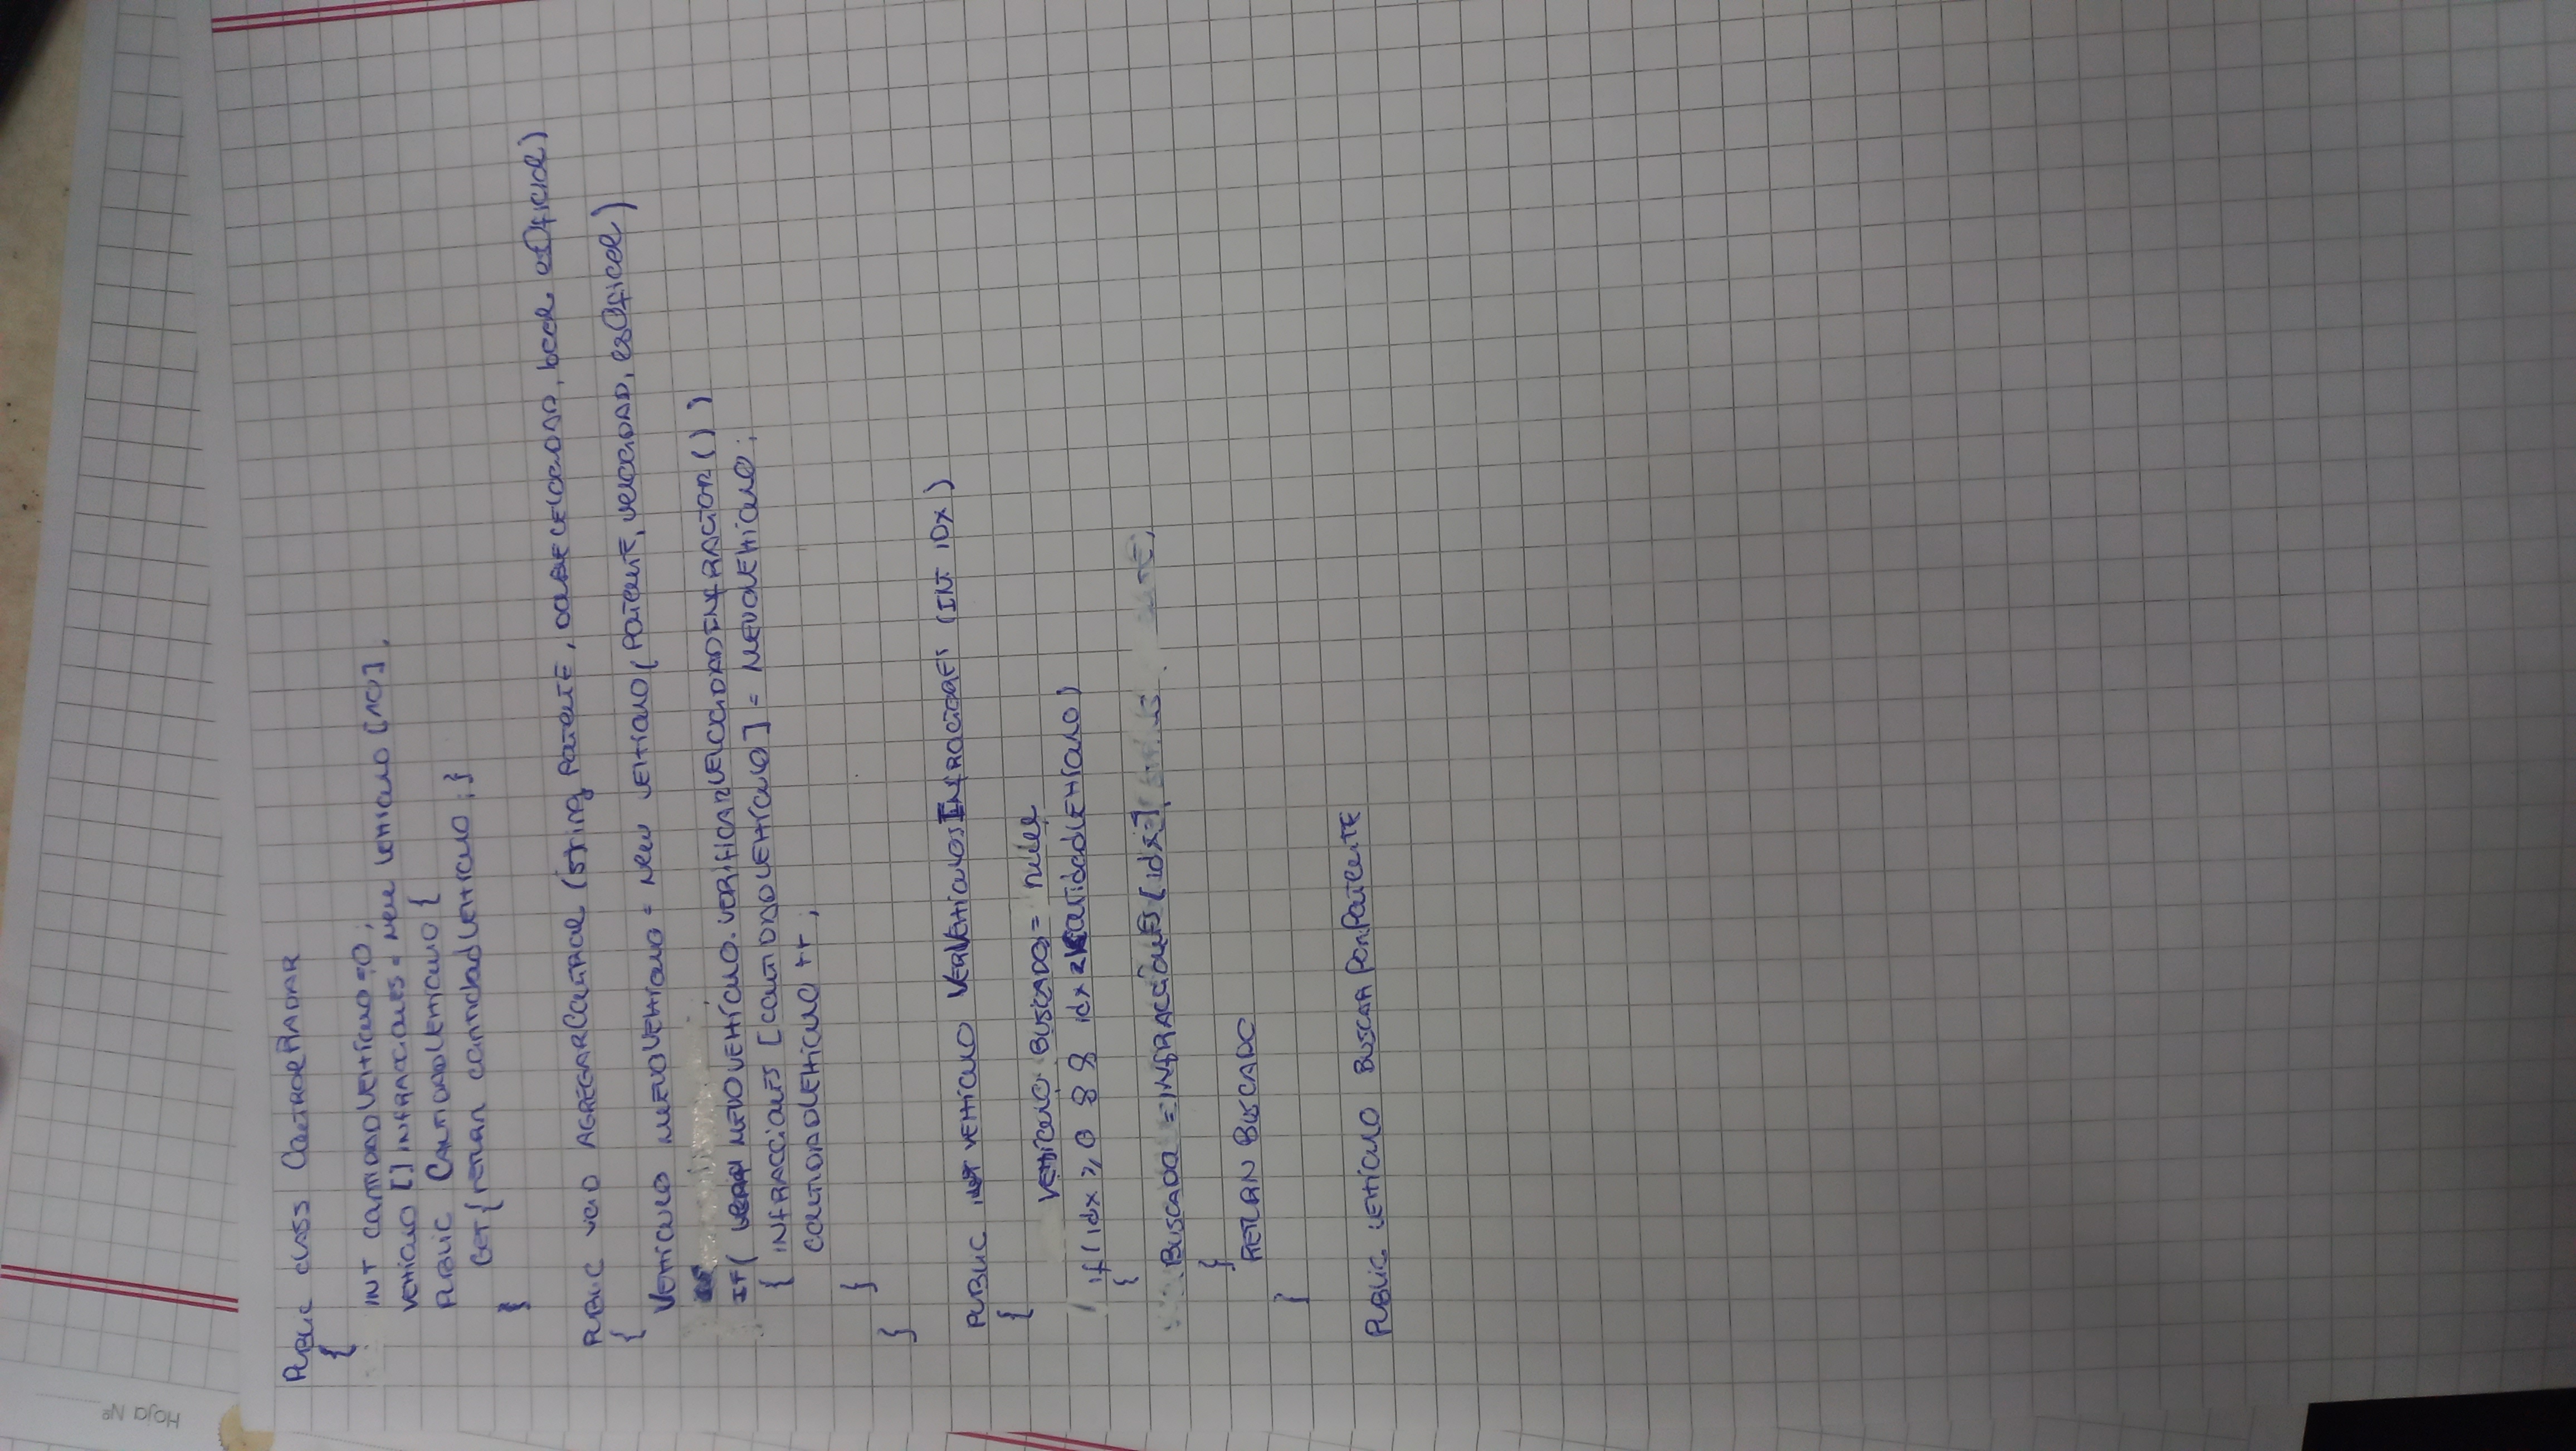 Hoja Nº
PUBLIC CLASS CONTROLRADAR
{
INT CANTIDADVEHICULO = 0;
VEHICULO [] INFRACCIONES = NEW VEHICULO [100];
PUBLIC CANTIDADVEHICULO {
GET{RETURN cantidadVEHICULO;}
}
PUBLIC VOID AGREGARCONTROL (string PATENTE, DOUBLE VELOCIDAD, bool esOficial)
{
VEHICULO NUEVOVEHICULO = New VEHICULO (PATENTE, VELOCIDAD, esOficial)
IF( NUEVOVEHICULO.VERIFICARVELOCIDADINFRACTOR())
{ INFRACCIONES [CANTIDADVEHICULO] = NUEVOVEHICULO;
CANTIDADVEHICULO ++;
}
}
PUBLIC VEHICULO VERVEHICULOSINFRACTORES (INT IDX)
{
VEHICULO BUSCADO = null
if (idx ≥ 0 && idx < cantidadVEHICULO)
{
BUSCADO = INFRACCIONES [idx];
}
RETURN BUSCADO
}
PUBLIC VEHICULO BUSCARPORPATENTE